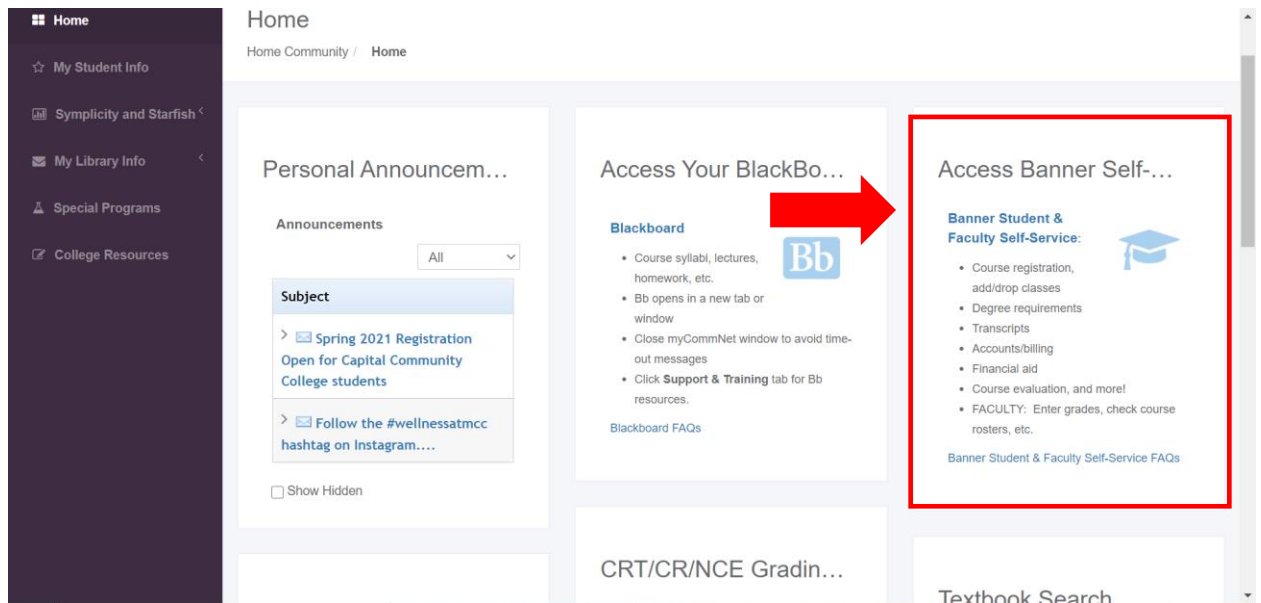 Home
My Student Info
Symplicity and Starfish
My Library Info
Special Programs
College Resources
Home
Home Community / Home
Personal Announcem...
Announcements
All
Subject
Spring 2021 Registration
Open for Capital Community
College students
Follow the #wellnessatmcc
hashtag on Instagram....
Show Hidden
Access Your BlackBo...
Blackboard
Bb
• Course syllabi, lectures,
homework, etc.
• Bb opens in a new tab or
window
• Close myCommNet window to avoid time-
out messages
• Click Support & Training tab for Bb
resources.
Blackboard FAQs
CRT/CR/NCE Gradin...
Access Banner Self-...
Banner Student &
Faculty Self-Service:
• Course registration,
add/drop classes
• Degree requirements
• Transcripts
• Accounts/billing
• Financial aid
• Course evaluation, and more!
• FACULTY: Enter grades, check course
rosters, etc.
Banner Student & Faculty Self-Service FAQs
Textbook Search